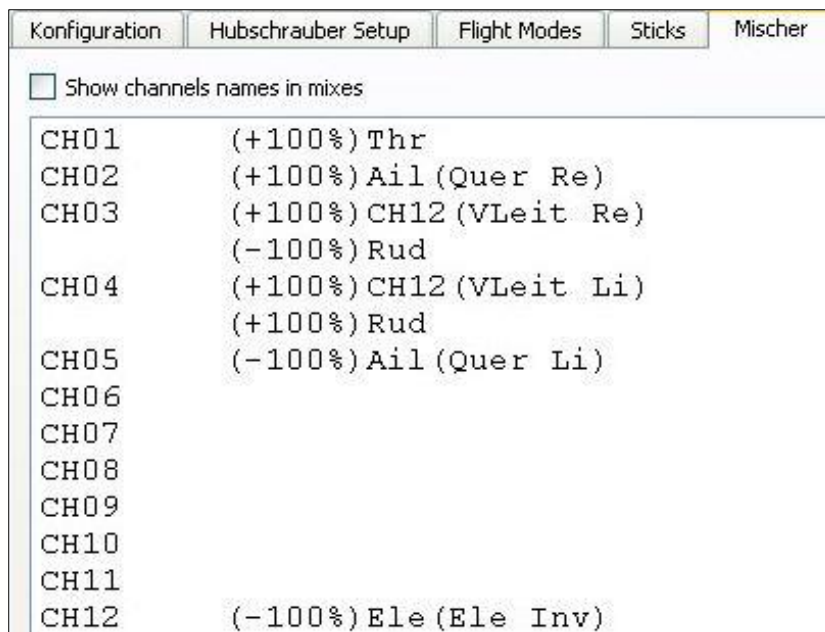 Konfiguration Hubschrauber Setup Flight Modes Sticks Mischer
Show channels names in mixes
CH01 (+100%)Thr
CH02 (+100%)Ail(Quer Re)
CH03 (+100%)CH12(VLeit Re)
(-100%)Rud
CH04 (+100%)CH12(VLeit Li)
(+100%)Rud
CH05 (-100%)Ail(Quer Li)
CH06
CH07
CH08
CH09
CH10
CH11
CH12 (-100%)Ele(Ele Inv)